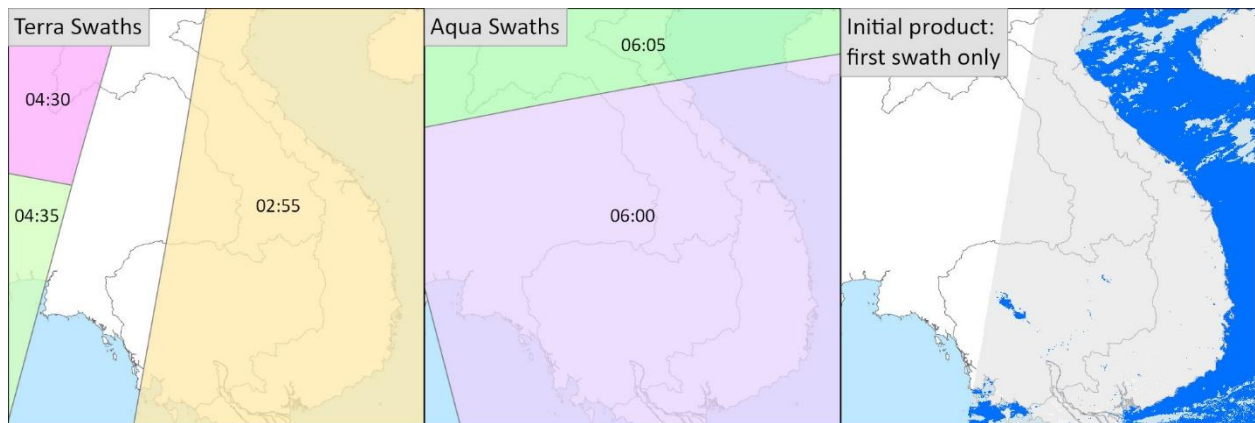 Terra Swaths
04:30
04:35
02:55
Aqua Swaths
06:05
06:00
Initial product:
first swath only